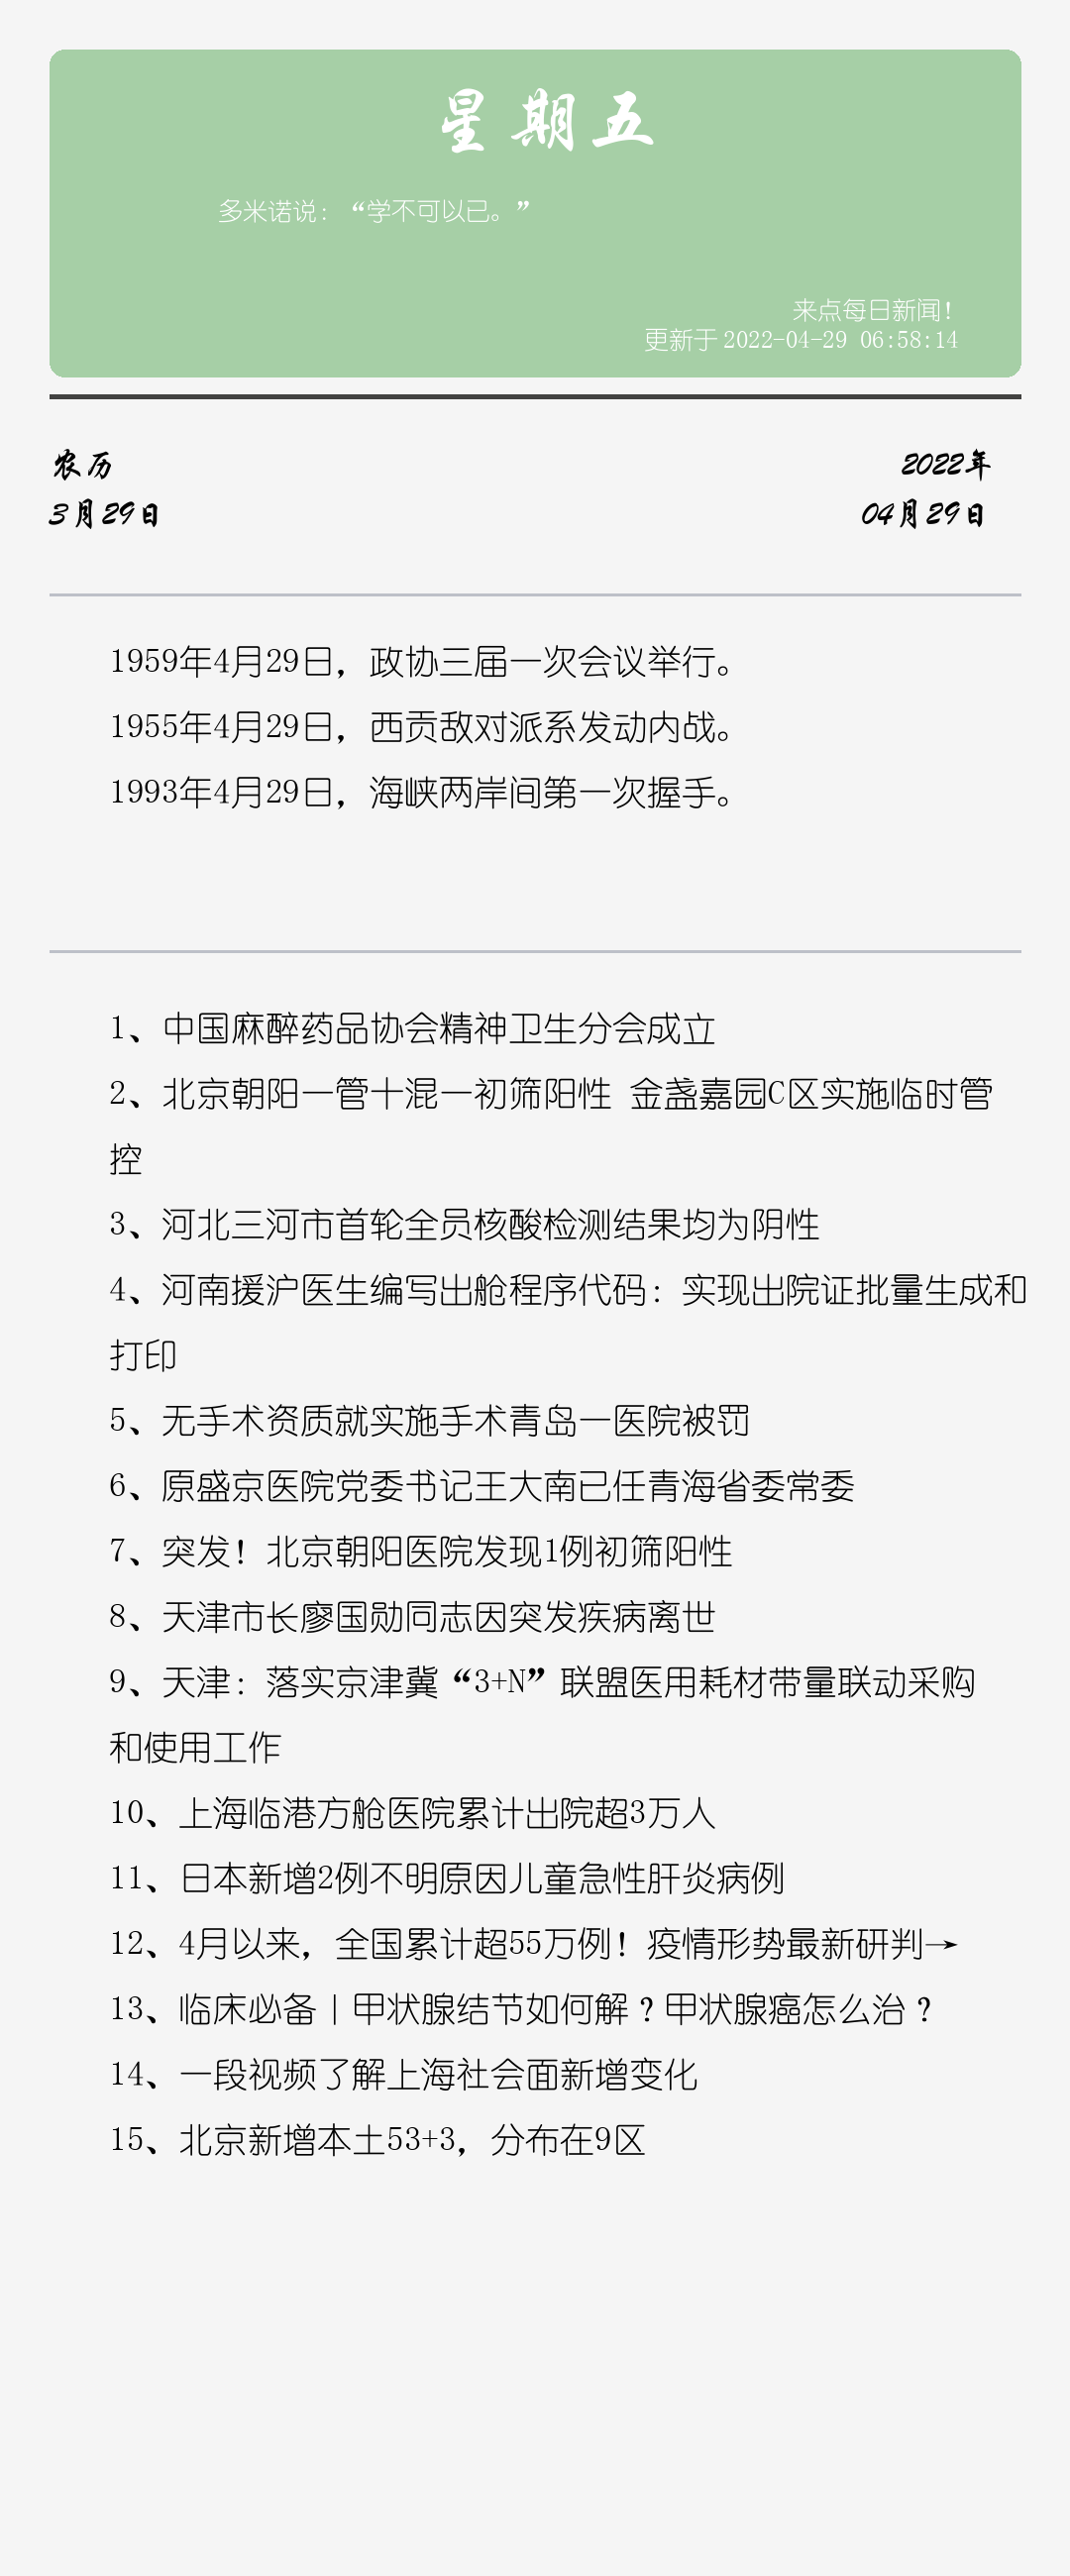 星期五
多米诺说：“学不可以已。”
来点每日新闻！
更新于 2022-04-29 06:58:14
农历
2022年
3月29日
04月29日
1959年4月29日，政协三届一次会议举行。
1955年4月29日，西贡敌对派系发动内战。
1993年4月29日，海峡两岸间第一次握手。
1、中国麻醉药品协会精神卫生分会成立
2、北京朝阳一管十混一初筛阳性 金盏嘉园C区实施临时管
控
3、河北三河市首轮全员核酸检测结果均为阴性
4、河南援沪医生编写出舱程序代码：实现出院证批量生成和
打印
5、无手术资质就实施手术青岛一医院被罚
6、原盛京医院党委书记王大南已任青海省委常委
7、突发！北京朝阳医院发现1例初筛阳性
8、天津市长廖国勋同志因突发疾病离世
9、天津：落实京津冀“3+N”联盟医用耗材带量联动采购
和使用工作
10、上海临港方舱医院累计出院超3万人
11、日本新增2例不明原因儿童急性肝炎病例
12、4月以来，全国累计超55万例！疫情形势最新研判→
13、临床必备｜甲状腺结节如何解？甲状腺癌怎么治？
14、一段视频了解上海社会面新增变化
15、北京新增本土53+3，分布在9区